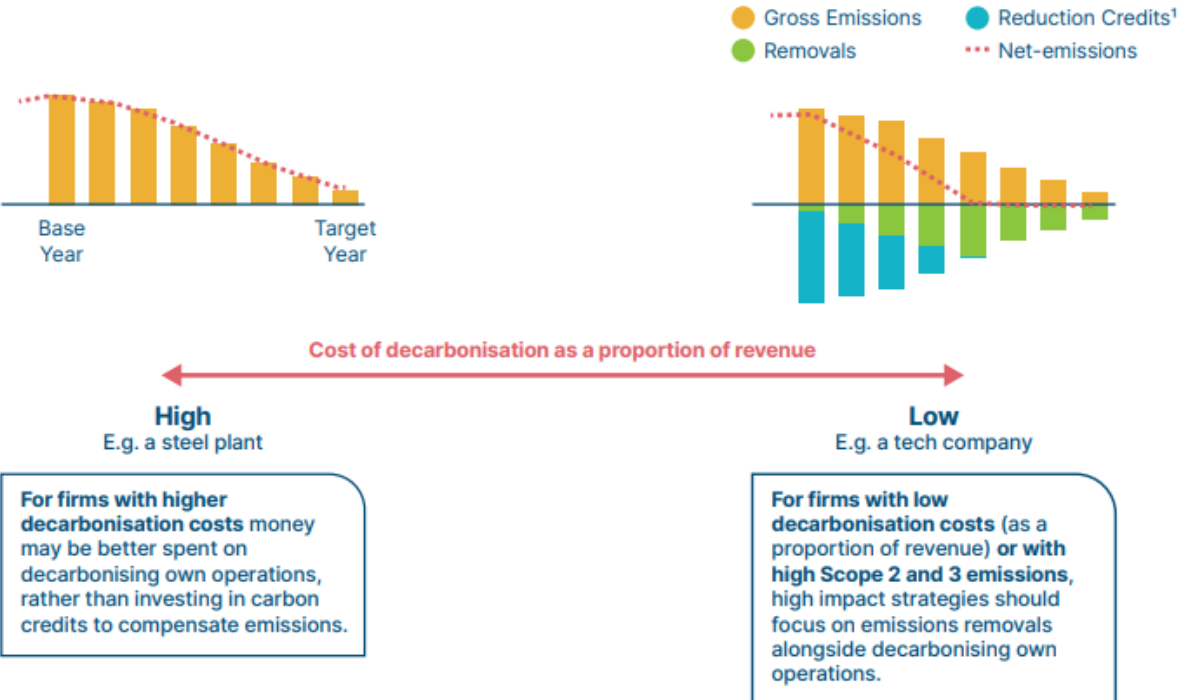 Gross Emissions
Reduction Credits¹
Removals
Net-emissions
Base
Year
Target
Year
Cost of decarbonisation as a proportion of revenue
High
E.g. a steel plant
Low
E.g. a tech company
For firms with higher
decarbonisation costs money
may be better spent on
decarbonising own operations,
rather than investing in carbon
credits to compensate emissions.
For firms with low
decarbonisation costs (as a
proportion of revenue) or with
high Scope 2 and 3 emissions,
high impact strategies should
focus on emissions removals
alongside decarbonising own
operations.